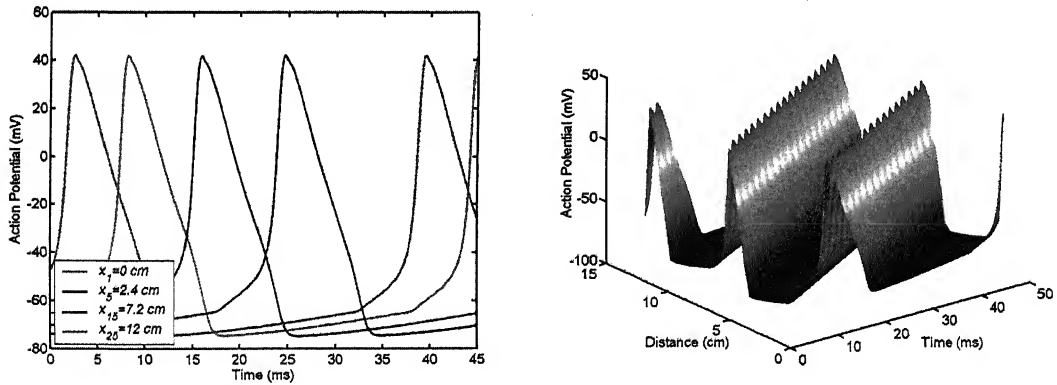 60
40
20
0
-20
-40
-60
-80
Action Potential (mV)
x1=0 cm
x5=2.4 cm
x15=7.2 cm
x25=12 cm
0 5 10 15 20 25 30 35 40 45
Time (ms)
50
0
-50
-100
Action Potential (mV)
15
10
5
0
Distance (cm)
0
10
20
30
40
50
Time (ms)